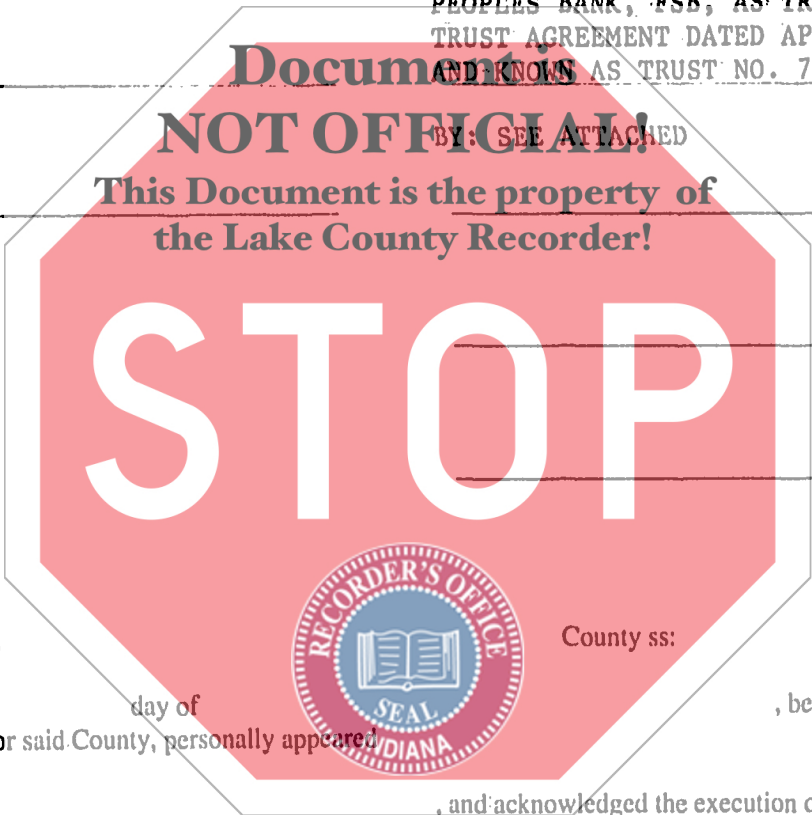 PEOPLES BANK, FSB, AS TR
TRUST AGREEMENT DATED AP
AND KNOWN AS TRUST NO. 7
Document is
NOT OFFICIAL!
BY: SEE ATTACHED
This Document is the property of
the Lake County Recorder!
STOP
RECORDER'S OFFICE
SEAL
INDIANA
County ss:
day of
, be
or said County, personally appeared
, and acknowledged the execution o